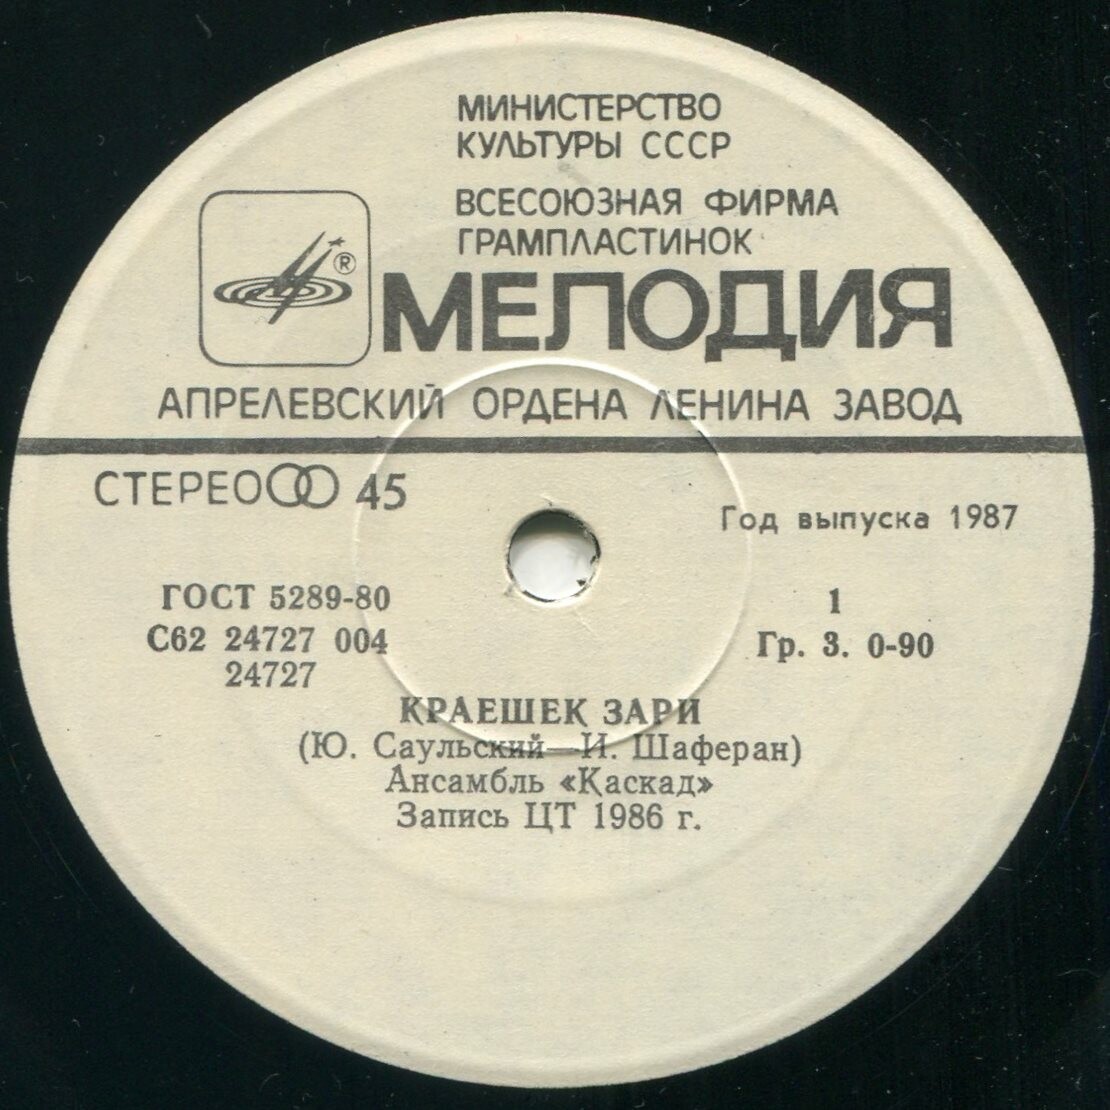 МИНИСТЕРСТВО
КУЛЬТУРЫ СССР
ВСЕСОЮЗНАЯ ФИРМА
ГРАМПЛАСТИНОК
®
МЕЛОДИЯ
АПРЕЛЕВСКИЙ ОРДЕНА ЛЕНИНА ЗАВОД
СТЕРЕО 45
Год выпуска 1987
ГОСТ 5289-80
1
С62 24727 004
Гр. 3. 0-90
24727
КРАЕШЕК ЗАРИ
(Ю. Саульский—И. Шаферан)
Ансамбль «Каскад»
Запись ЦТ 1986 г.